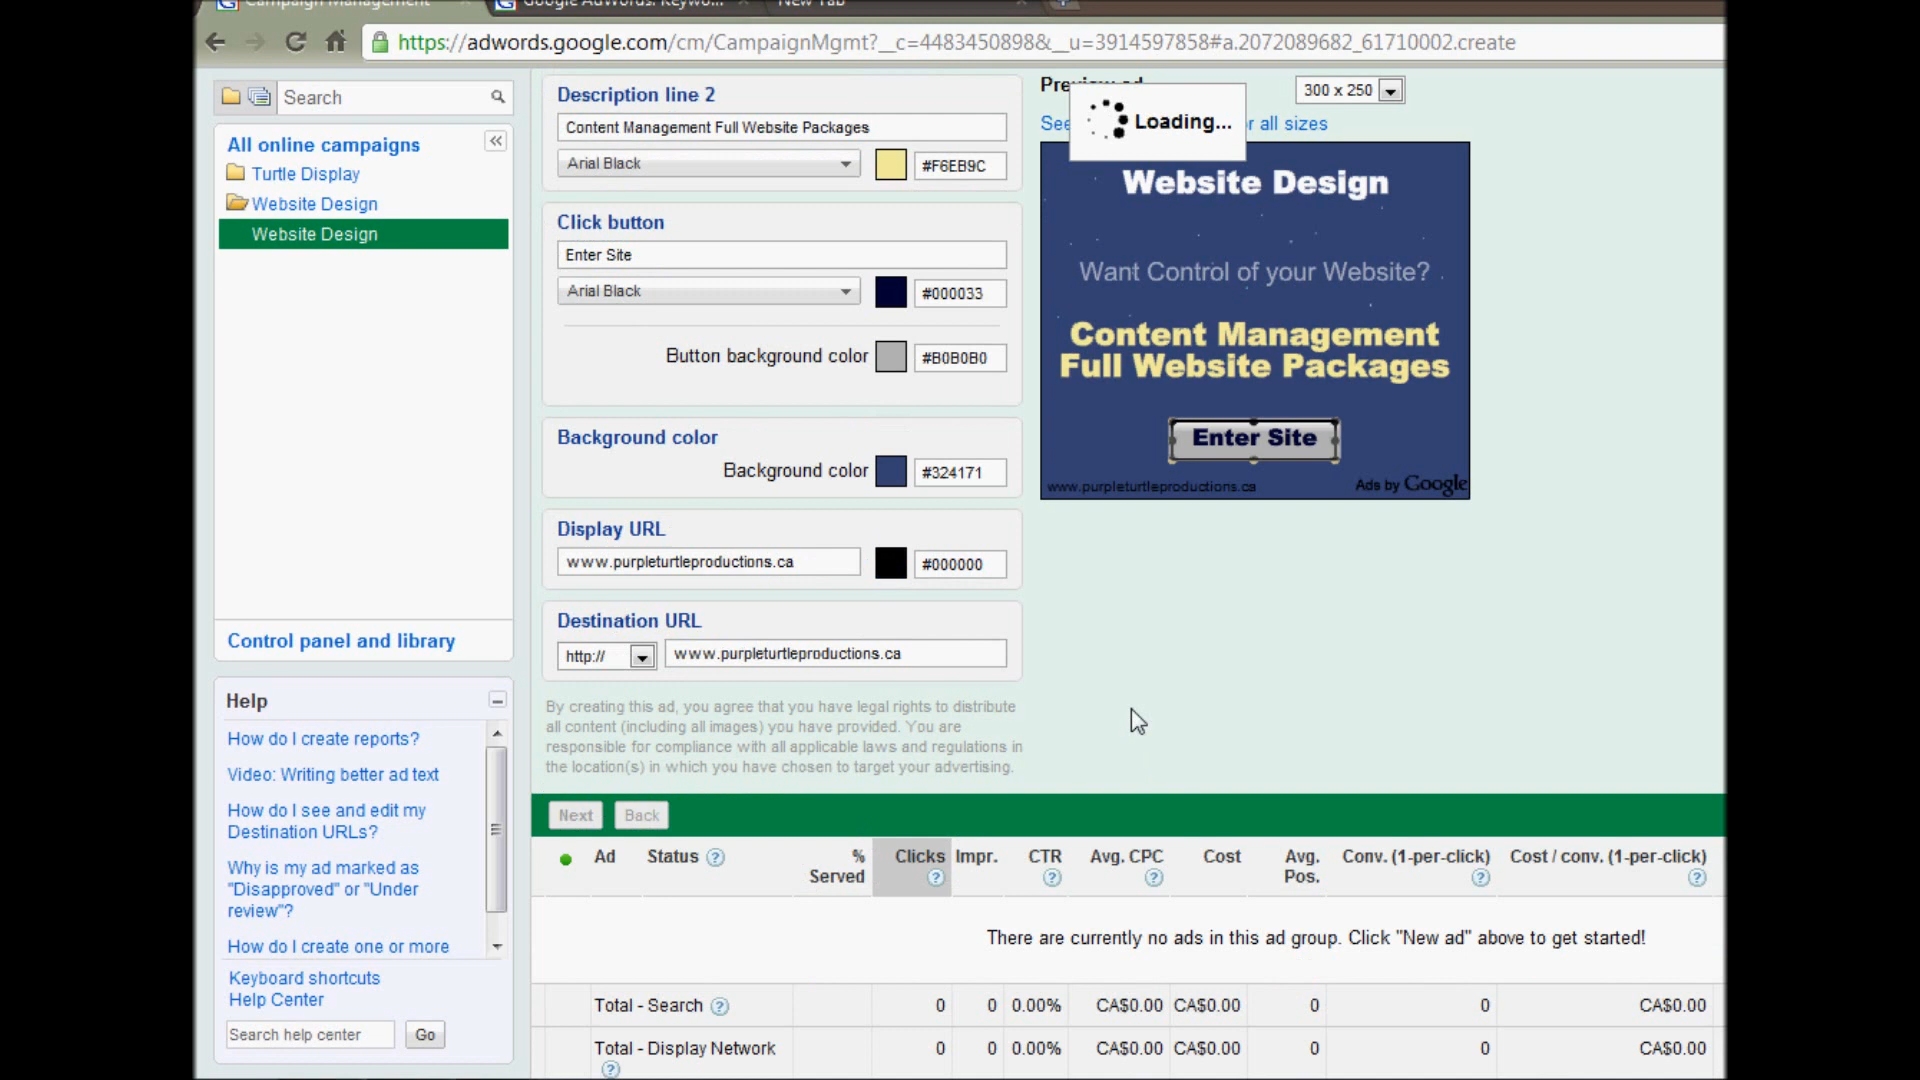 Campaign Management
Google AdWords: Keywo...
New Tab
https://adwords.google.com/cm/CampaignMgmt?__c=4483450898&__u=3914597858#a.2072089682_61710002.create
Search
All online campaigns
Turtle Display
Website Design
Website Design
Control panel and library
Help
How do I create reports?
Video: Writing better ad text
How do I see and edit my
Destination URLs?
Why is my ad marked as
"Disapproved" or "Under
review"?
How do I create one or more
Keyboard shortcuts
Help Center
Search help center
Go
Description line 2
Content Management Full Website Packages
Arial Black
#F6EB9C
Click button
Enter Site
Arial Black
#000033
Button background color
#B0B0B0
Background color
Background color
#324171
Display URL
www.purpleturtleproductions.ca
#000000
Destination URL
http://
www.purpleturtleproductions.ca
By creating this ad, you agree that you have legal rights to distribute
all content (including all images) you have provided. You are
responsible for compliance with all applicable laws and regulations in
the location(s) in which you have chosen to target your advertising.
300 x 250
Loading...
all sizes
Website Design
Want Control of your Website?
Content Management
Full Website Packages
Enter Site
www.purpleturtleproductions.ca
Ads by Google
Next
Back
Ad
Status
% Served
Clicks
Impr.
CTR
Avg. CPC
Cost
Avg. Pos.
Conv. (1-per-click)
Cost / conv. (1-per-click)
There are currently no ads in this ad group. Click "New ad" above to get started!
Total - Search 0 0 0.00% CA$0.00 CA$0.00 0 0 CA$0.00
Total - Display Network 0 0 0.00% CA$0.00 CA$0.00 0 0 CA$0.00